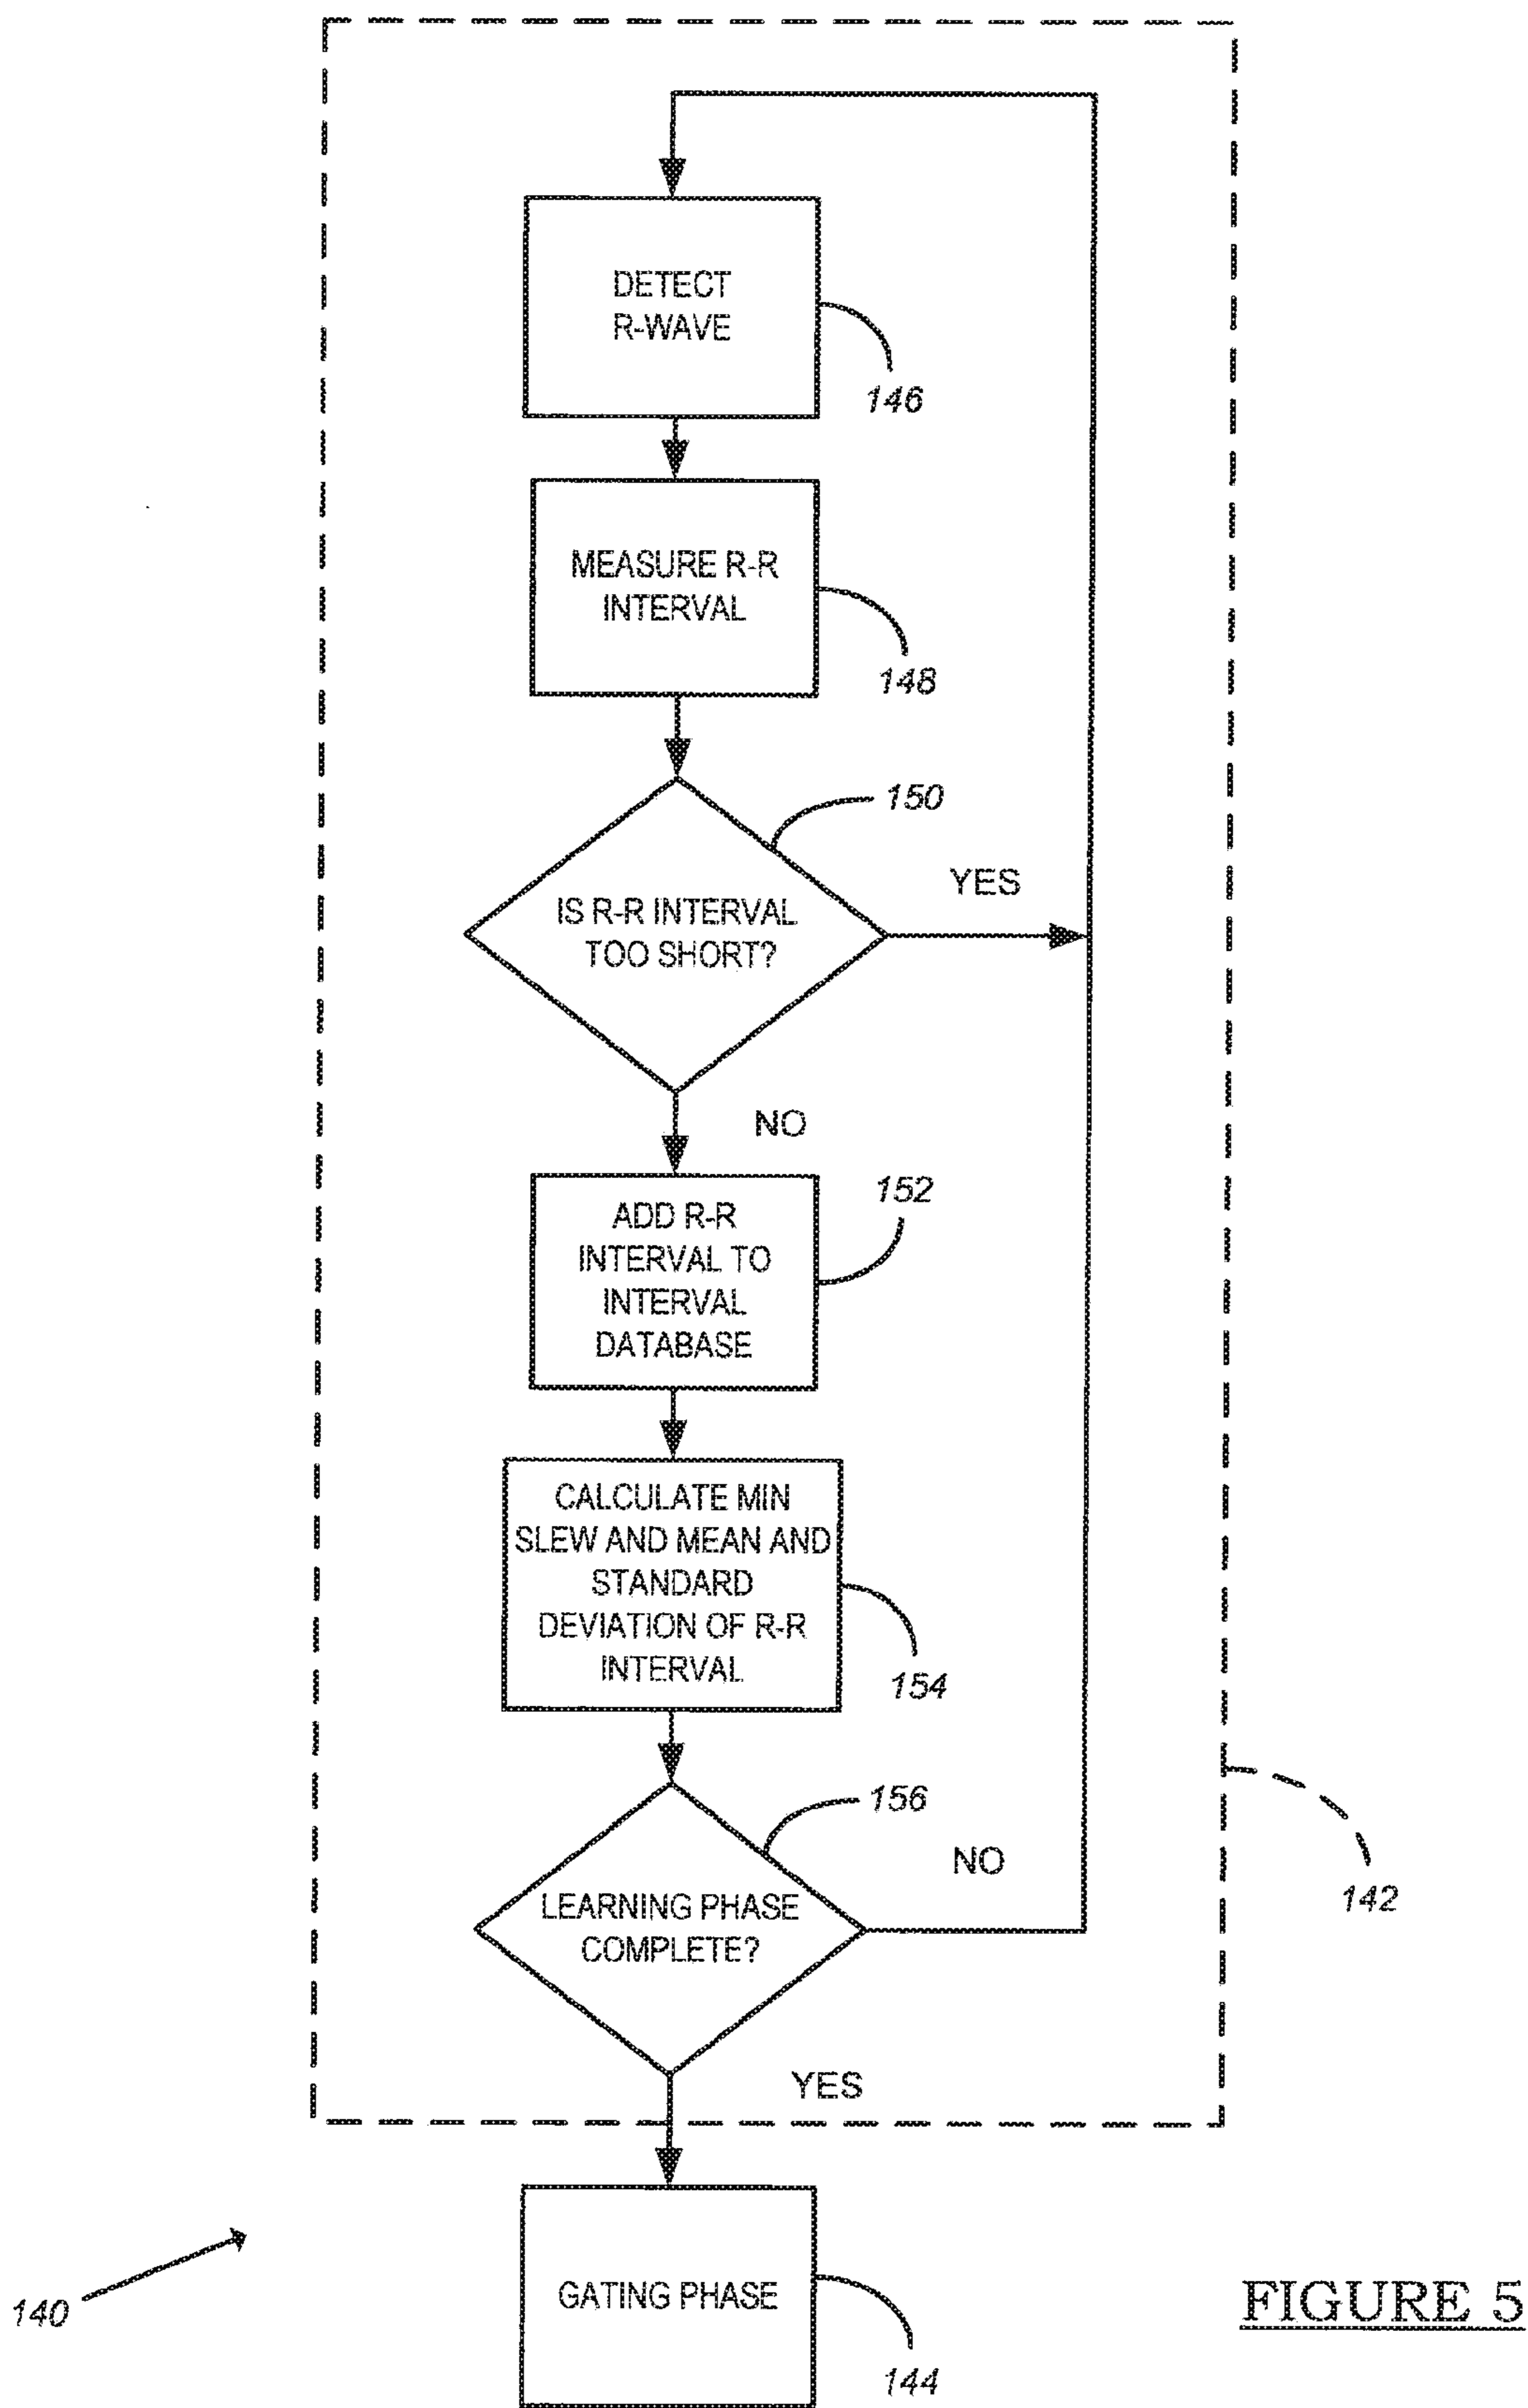 DETECT
R-WAVE
146
MEASURE R-R
INTERVAL
148
150
YES
IS R-R INTERVAL
TOO SHORT?
NO
152
ADD R-R
INTERVAL TO
INTERVAL
DATABASE
CALCULATE MIN
SLEW AND MEAN AND
STANDARD
DEVIATION OF R-R
INTERVAL
154
156
NO
LEARNING PHASE
COMPLETE?
142
YES
GATING PHASE
140
144
FIGURE 5